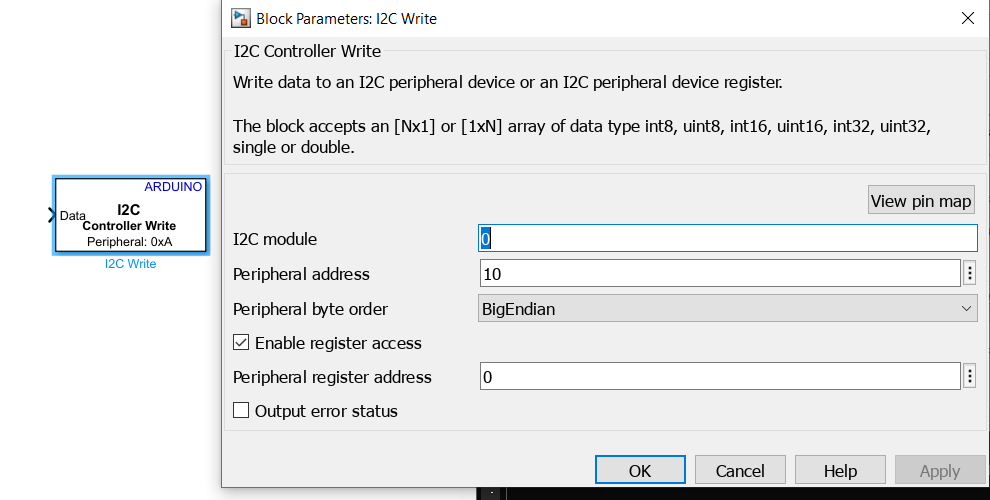 Block Parameters: I2C Write
I2C Controller Write
Write data to an I2C peripheral device or an I2C peripheral device register.
The block accepts an [Nx1] or [1xN] array of data type int8, uint8, int16, uint16, int32, uint32,
single or double.
ARDUINO
I2C
Data
Controller Write
Peripheral: 0xA
I2C Write
View pin map
I2C module
0
Peripheral address
10
Peripheral byte order
BigEndian
Enable register access
Peripheral register address
0
Output error status
OK
Cancel
Help
Apply